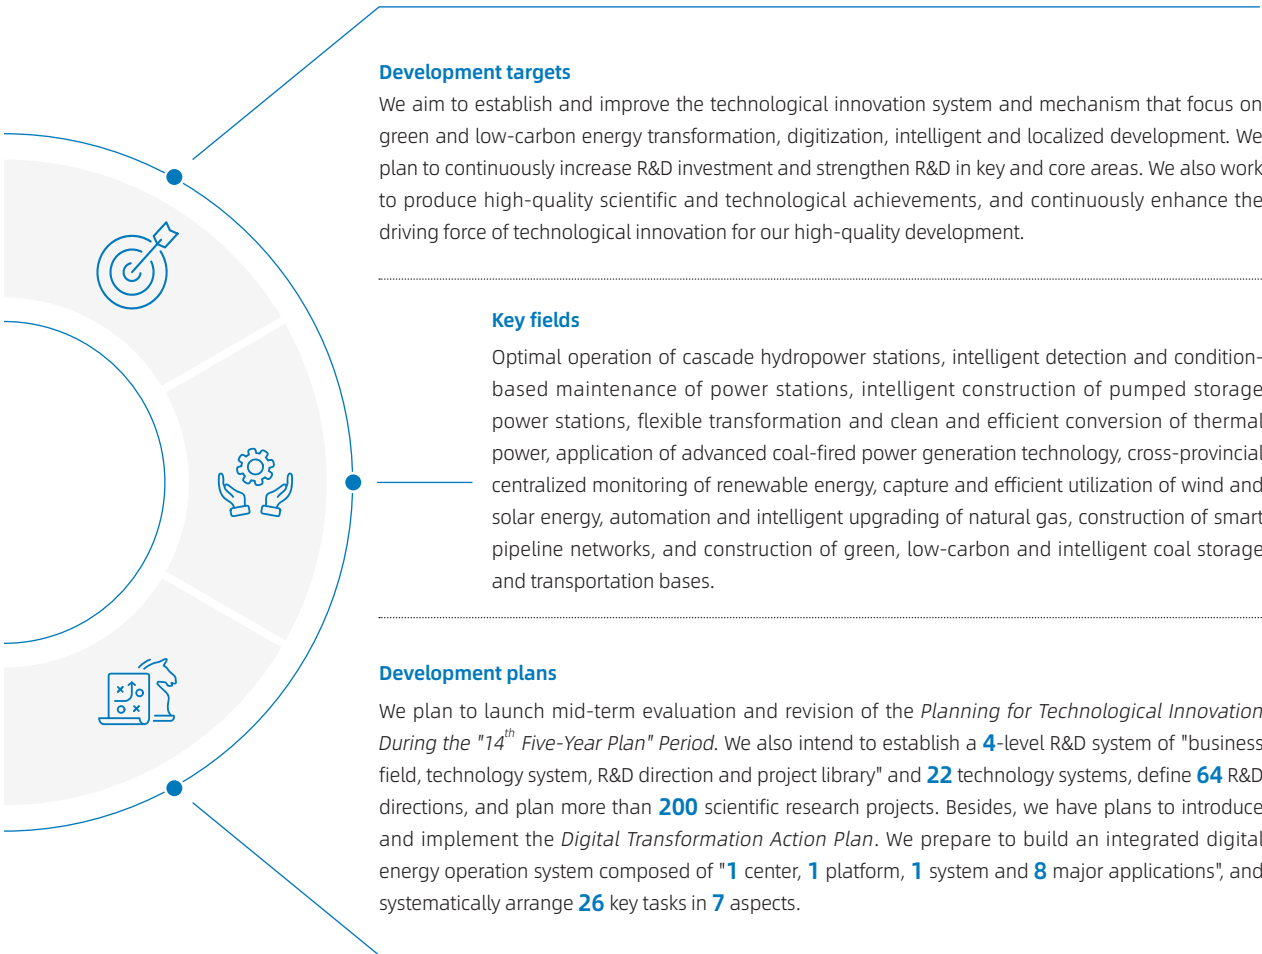 Development targets
We aim to establish and improve the technological innovation system and mechanism that focus on
green and low-carbon energy transformation, digitization, intelligent and localized development. We
plan to continuously increase R&D investment and strengthen R&D in key and core areas. We also work
to produce high-quality scientific and technological achievements, and continuously enhance the
driving force of technological innovation for our high-quality development.
Key fields
Optimal operation of cascade hydropower stations, intelligent detection and condition-
based maintenance of power stations, intelligent construction of pumped storage
power stations, flexible transformation and clean and efficient conversion of thermal
power, application of advanced coal-fired power generation technology, cross-provincial
centralized monitoring of renewable energy, capture and efficient utilization of wind and
solar energy, automation and intelligent upgrading of natural gas, construction of smart
pipeline networks, and construction of green, low-carbon and intelligent coal storage
and transportation bases.
Development plans
We plan to launch mid-term evaluation and revision of the Planning for Technological Innovation
During the "14th Five-Year Plan" Period. We also intend to establish a 4-level R&D system of "business
field, technology system, R&D direction and project library" and 22 technology systems, define 64 R&D
directions, and plan more than 200 scientific research projects. Besides, we have plans to introduce
and implement the Digital Transformation Action Plan. We prepare to build an integrated digital
energy operation system composed of "1 center, 1 platform, 1 system and 8 major applications", and
systematically arrange 26 key tasks in 7 aspects.